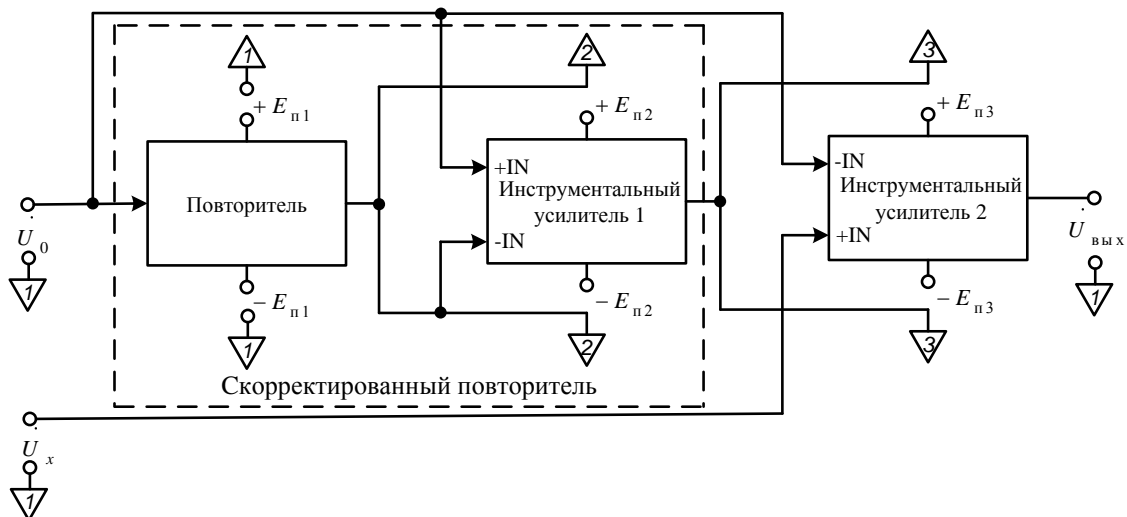 1
2
3
+ E п1
+ E п2
+ E п3
Повторитель
+IN
Инструментальный
усилитель 1
-IN
-IN
Инструментальный
усилитель 2
+IN
U̇ 0
1
U̇ вых
1
− E п1
− E п2
− E п3
1
2
3
Скорректированный повторитель
U̇ x
1